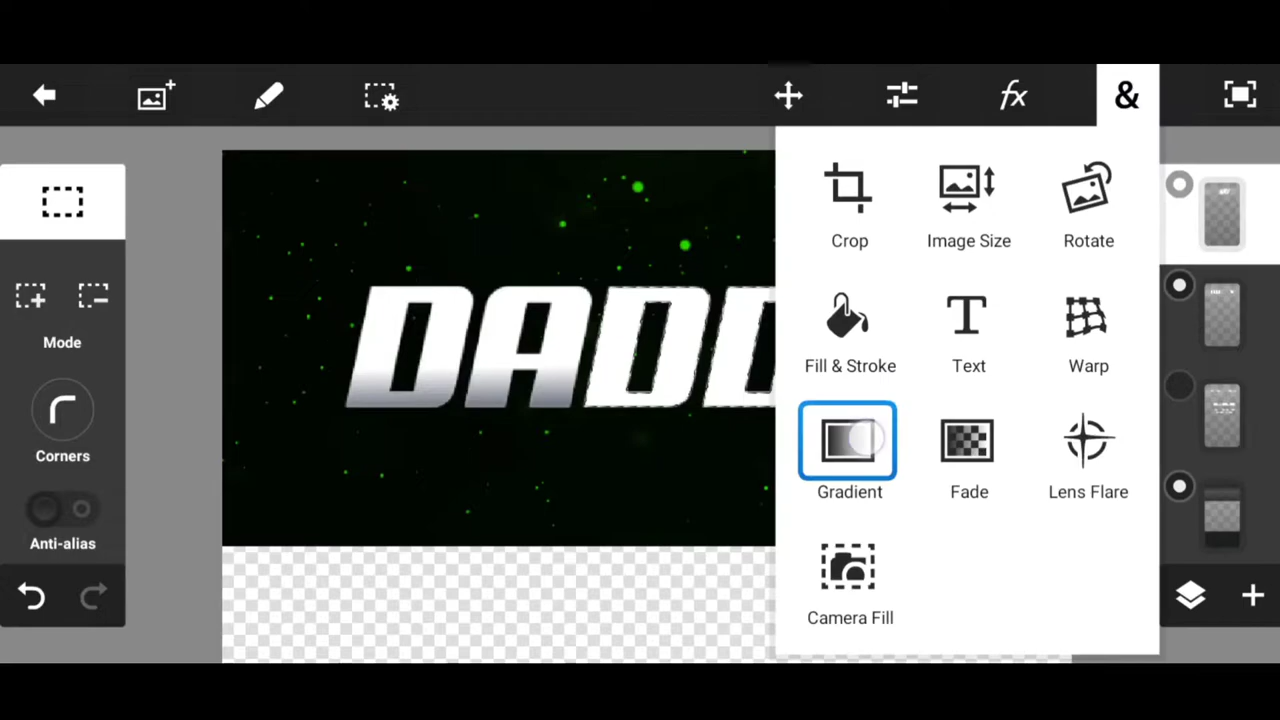 fx
&
Crop
Image Size
Rotate
Mode
DADD
Fill & Stroke
T
Text
Warp
Corners
Gradient
Fade
Lens Flare
Anti-alias
Camera Fill